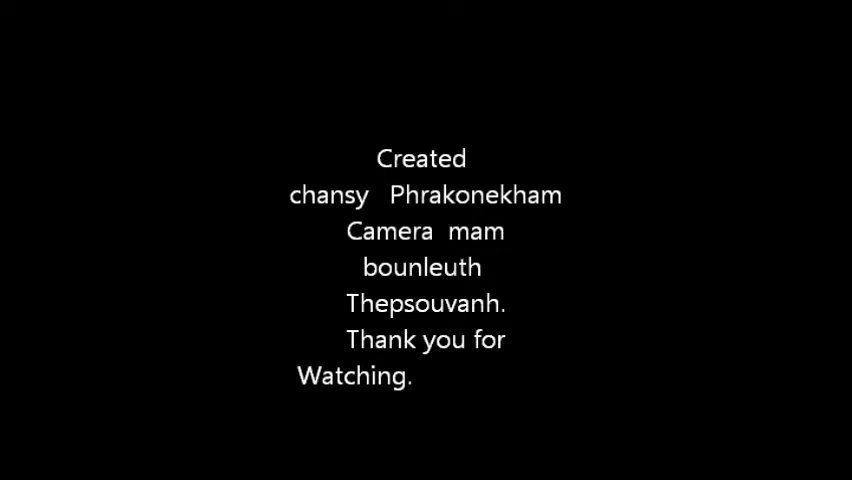 Created
chansy Phrakonekham
Camera mam
bounleuth
Thepsouvanh.
Thank you for
Watching.